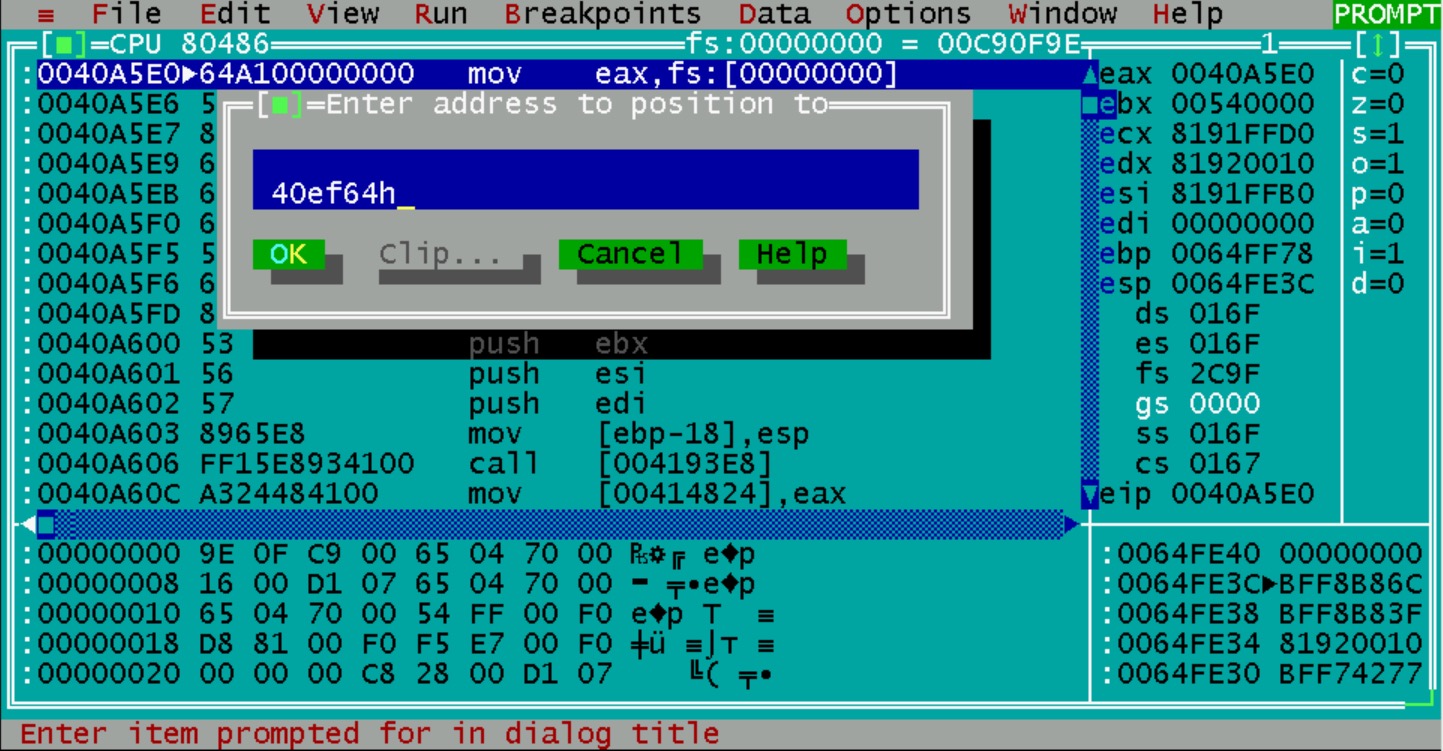 ≡ File Edit View Run Breakpoints Data Options Window Help PROMPT
[■]=CPU 80486 fs:00000000 = 00C90F9E 1 [↕]
:0040A5E0▶64A100000000 mov eax,fs:[00000000] ▲ eax 0040A5E0 c=0
:0040A5E6 5 [■]=Enter address to position to ebx 00540000 z=0
:0040A5E7 8 ecx 8191FFD0 s=1
:0040A5E9 6 edx 81920010 o=1
:0040A5EB 6 40ef64h_ esi 8191FFB0 p=0
:0040A5F0 6 edi 00000000 a=0
:0040A5F5 5 OK Clip... Cancel Help ebp 0064FF78 i=1
:0040A5F6 6 esp 0064FE3C d=0
:0040A5FD 8 ds 016F
:0040A600 53 push ebx es 016F
:0040A601 56 push esi fs 2C9F
:0040A602 57 push edi gs 0000
:0040A603 8965E8 mov [ebp-18],esp ss 016F
:0040A606 FF15E8934100 call [004193E8] cs 0167
:0040A60C A324484100 mov [00414824],eax ▼ eip 0040A5E0
:00000000 9E 0F C9 00 65 04 70 00 ₧☼╔ e♦p :0064FE40 00000000
:00000008 16 00 D1 07 65 04 70 00 ▬ ╤•e♦p :0064FE3C▶BFF8B86C
:00000010 65 04 70 00 54 FF 00 F0 e♦p T ≡ :0064FE38 BFF8B83F
:00000018 D8 81 00 F0 F5 E7 00 F0 ╪ü ≡⌡τ ≡ :0064FE34 81920010
:00000020 00 00 00 C8 28 00 D1 07 ╚( ╤• :0064FE30 BFF74277
Enter item prompted for in dialog title